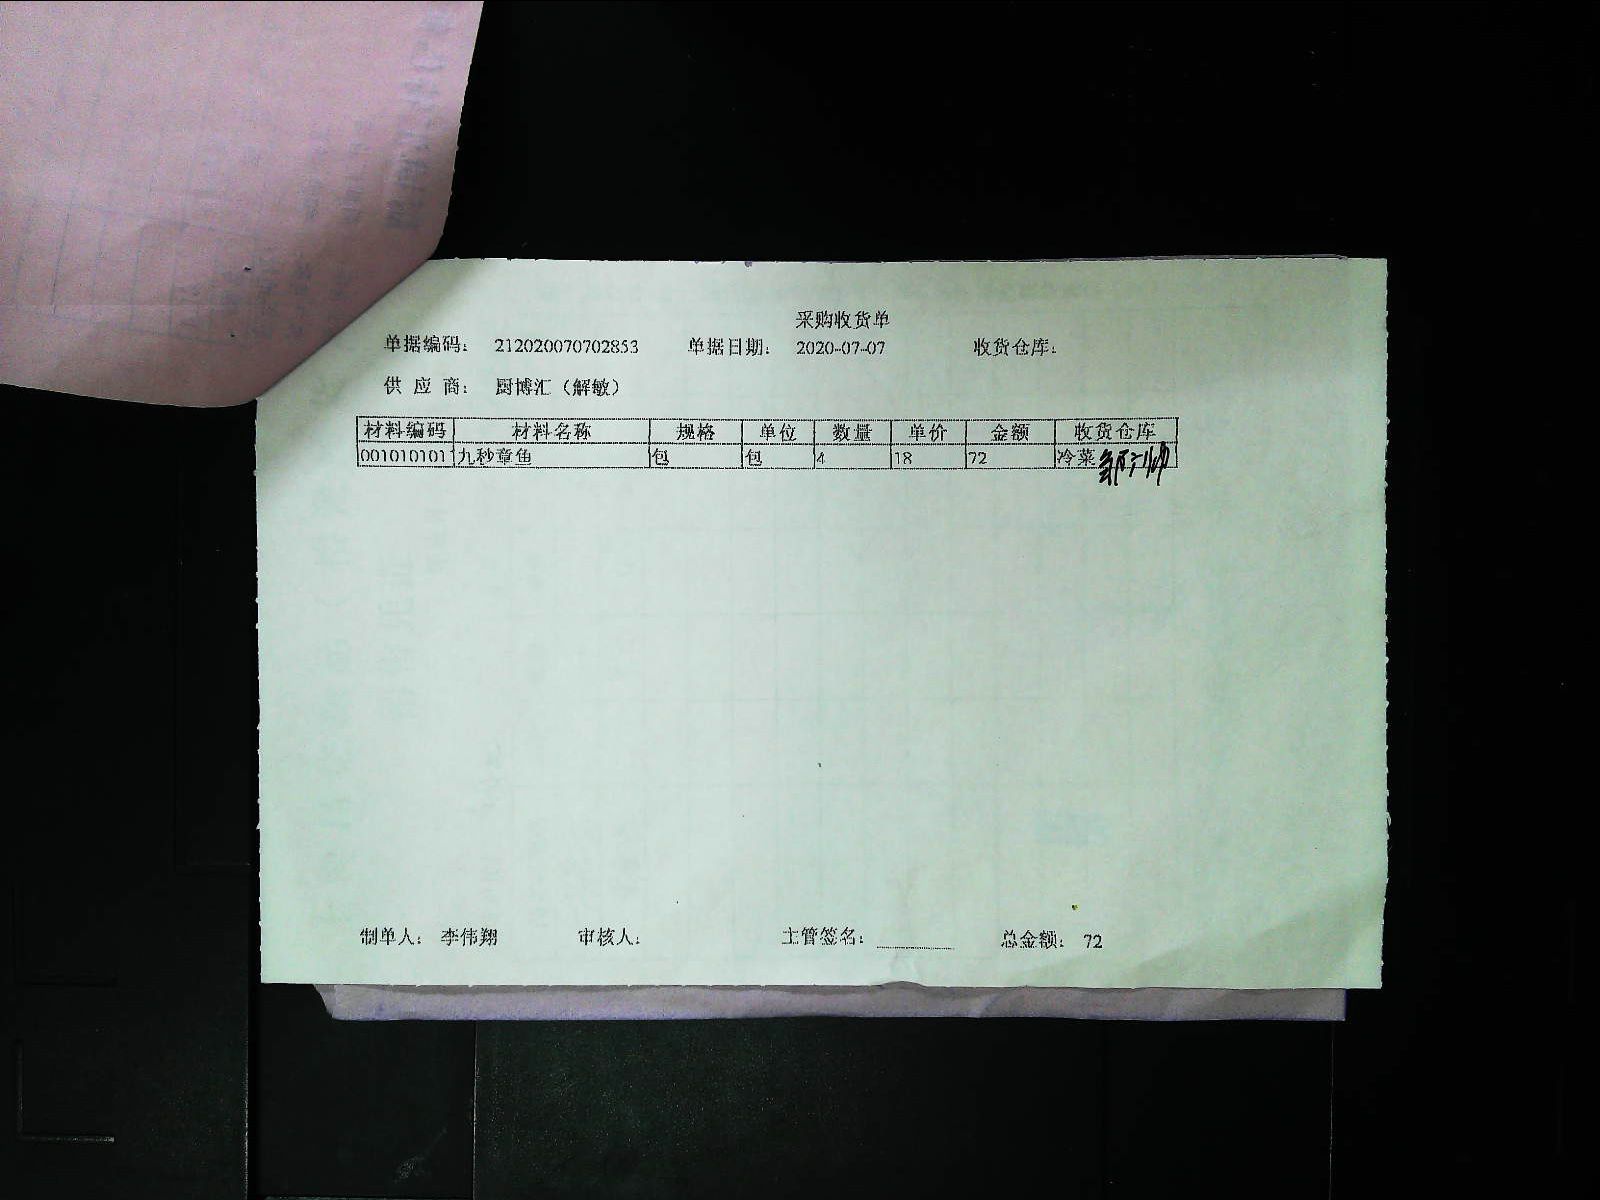 采购收货单
单据编码： 212020070702853 单据日期： 2020-07-07 收货仓库：
供 应 商： 厨博汇（解敏）
材料编码 材料名称 规格 单位 数量 单价 金额 收货仓库
001010101 九秒章鱼 包 包 4 18 72 冷菜
制单人： 李伟翔 审核人： 主管签名： 总金额： 72